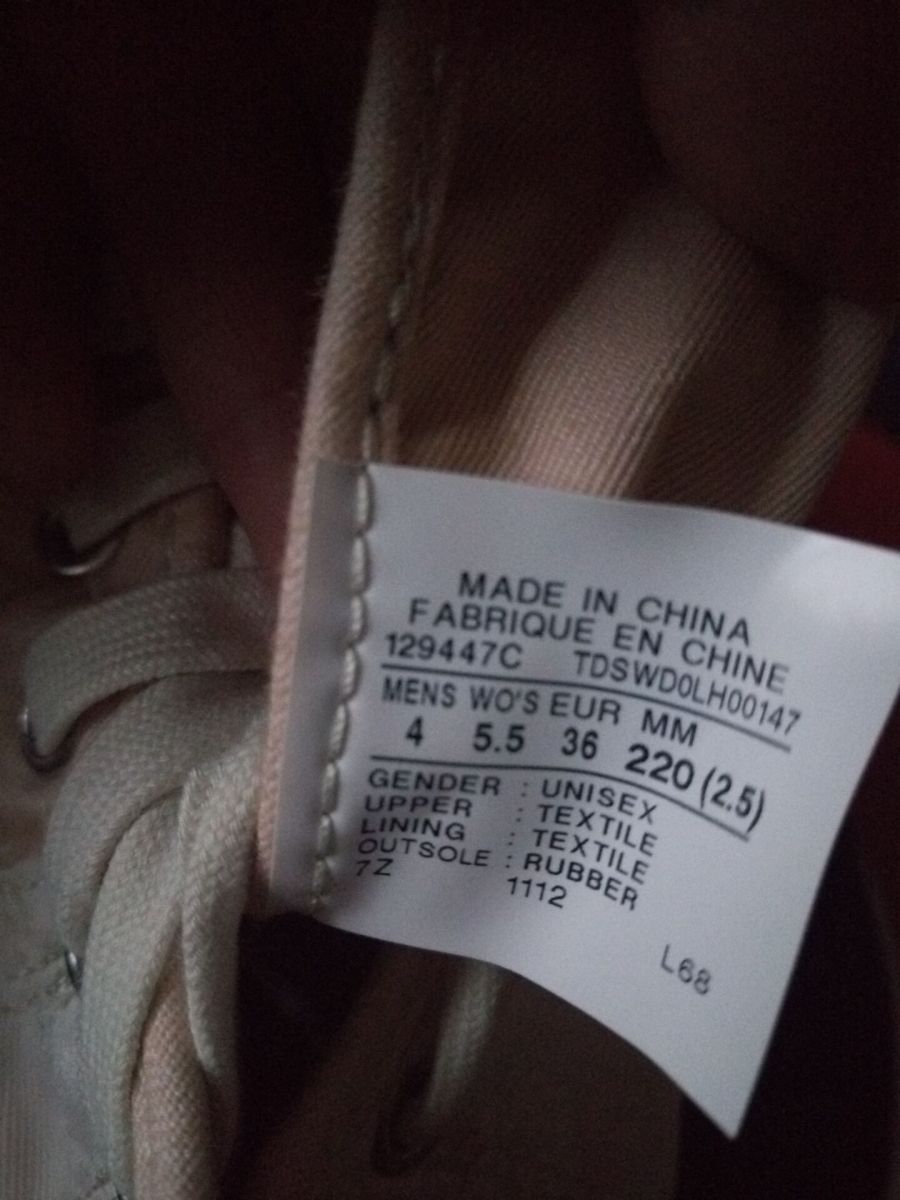 MADE IN CHINA
FABRIQUE EN CHINE
129447C TDSWD0LH00147
MENS WO'S EUR MM
4 5.5 36 220 (2.5)
GENDER : UNISEX
UPPER : TEXTILE
LINING : TEXTILE
OUTSOLE : RUBBER
7Z 1112
L68